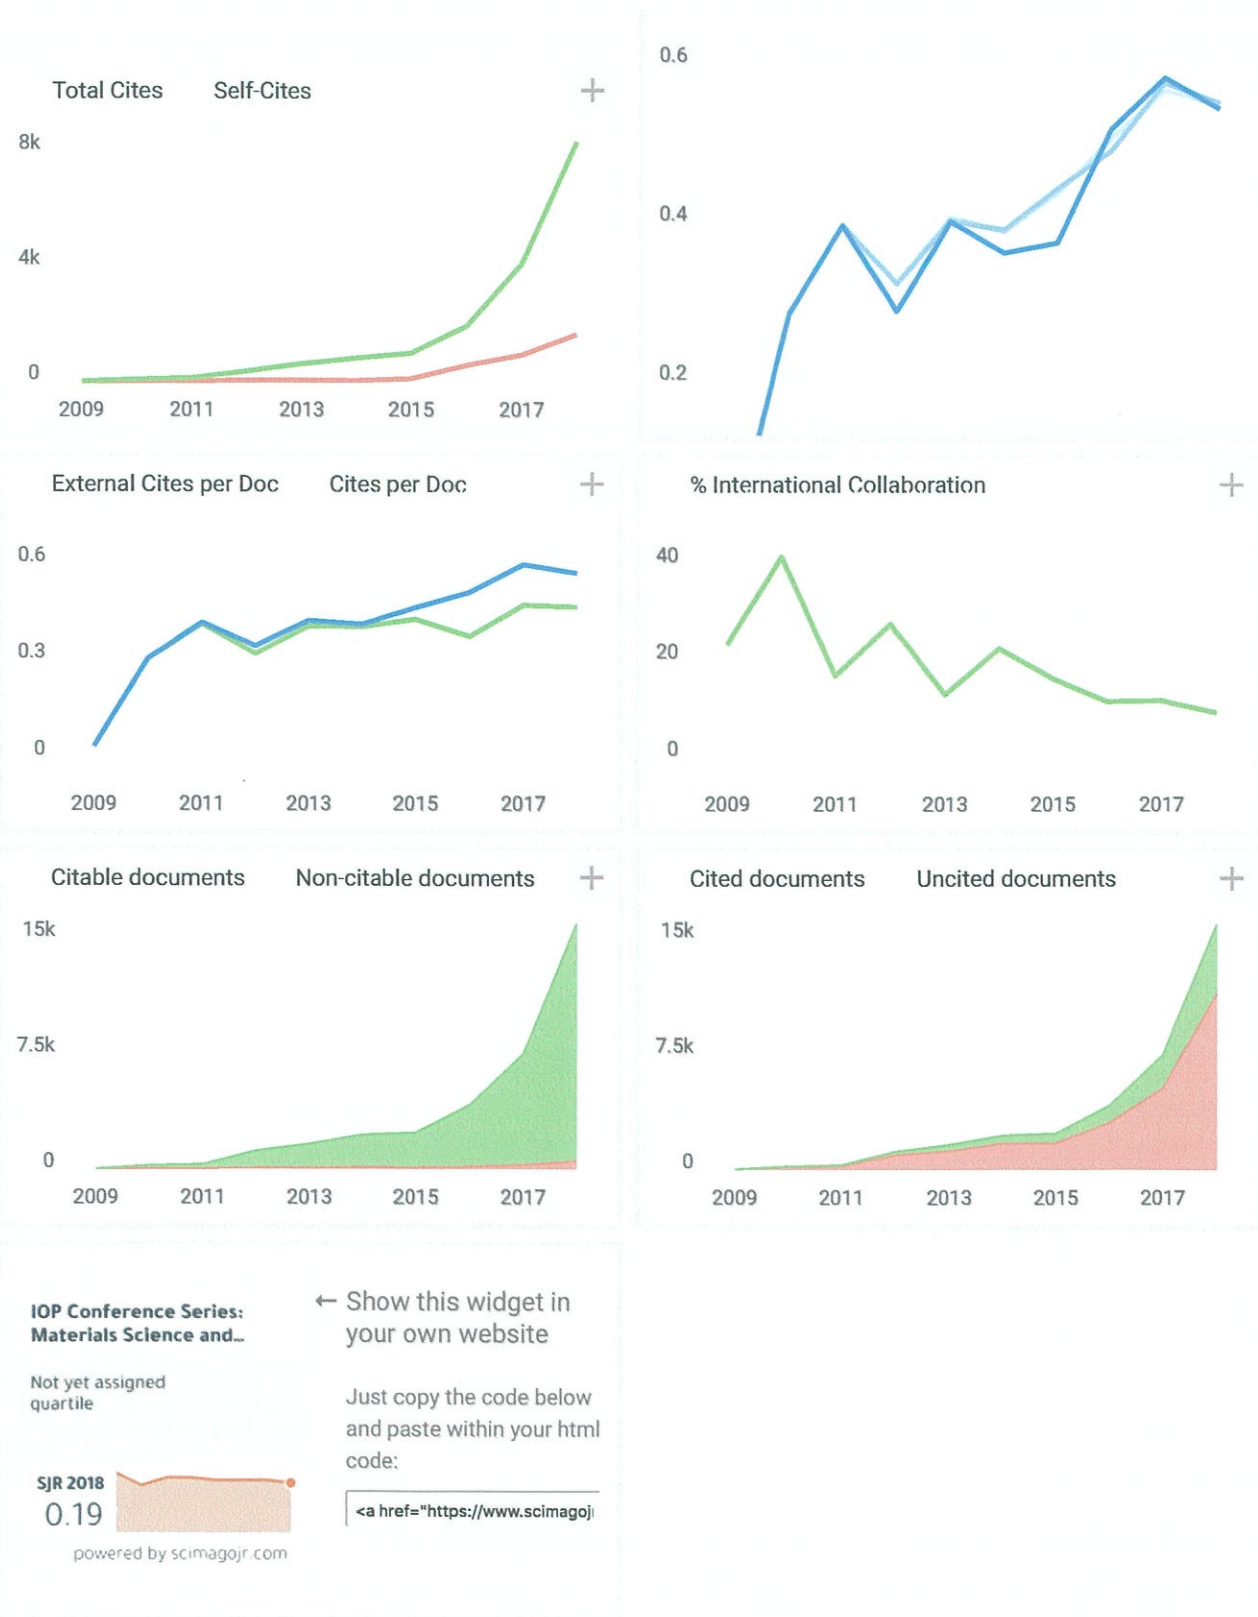 Total Cites Self-Cites +
8k
4k
0
2009 2011 2013 2015 2017
0.6
0.4
0.2
External Cites per Doc Cites per Doc +
0.6
0.3
0
2009 2011 2013 2015 2017
% International Collaboration +
40
20
0
2009 2011 2013 2015 2017
Citable documents Non-citable documents +
15k
7.5k
0
2009 2011 2013 2015 2017
Cited documents Uncited documents +
15k
7.5k
0
2009 2011 2013 2015 2017
IOP Conference Series:
Materials Science and...
Not yet assigned
quartile
SJR 2018
0.19
powered by scimagojr.com
← Show this widget in
your own website
Just copy the code below
and paste within your html
code:
<a href="https://www.scimagoj